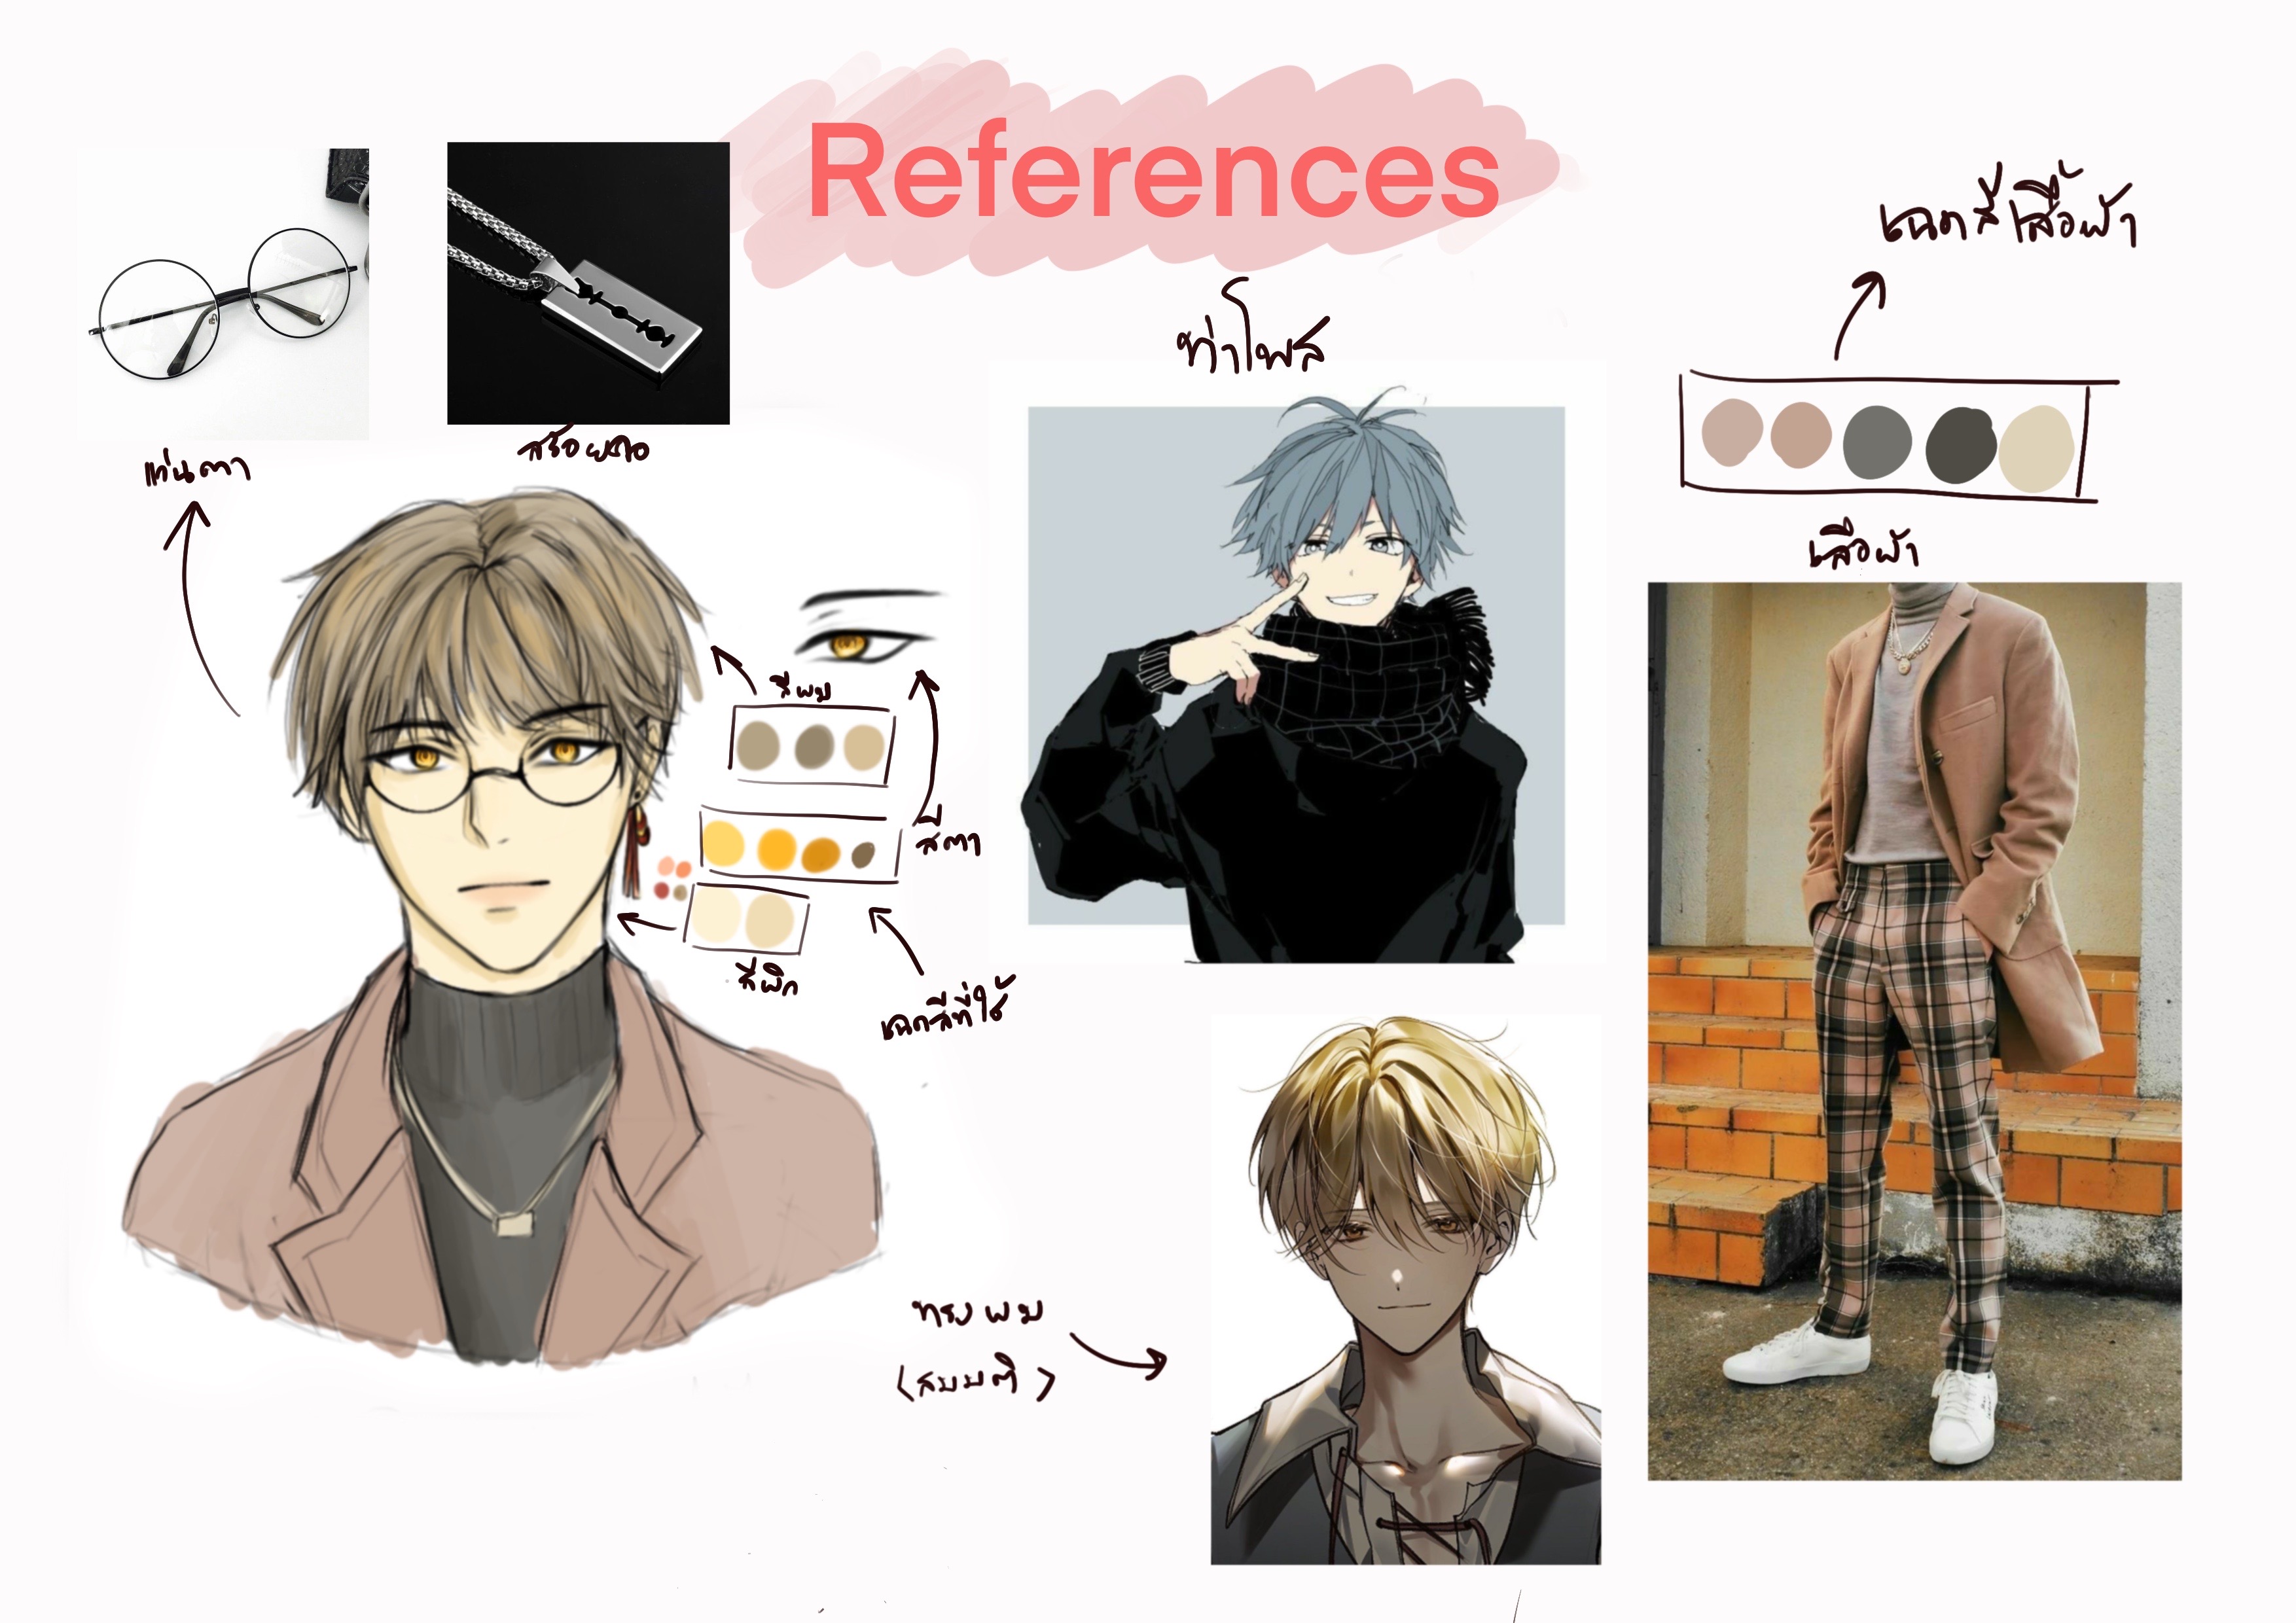 References
เฉดสีเสื้อผ้า
ท่าโพส
แว่นตา
สร้อยคอ
เสื้อผ้า
สีผม
สีตา
สีผิว
เฉดสีที่ใช้
ทรงผม
(สมมติ)